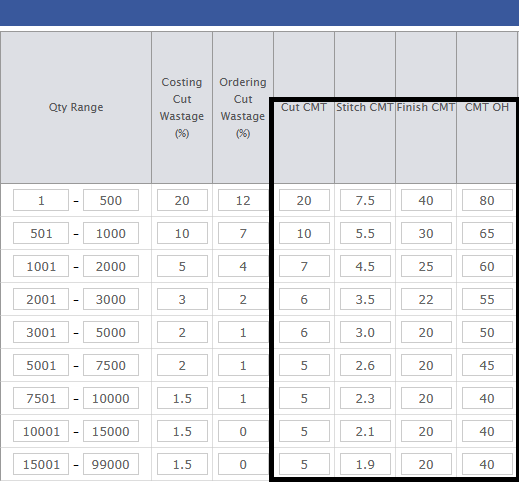 Qty Range Costing Cut Wastage (%) Ordering Cut Wastage (%) Cut CMT Stitch CMT Finish CMT CMT OH
1 - 500 20 12 20 7.5 40 80
501 - 1000 10 7 10 5.5 30 65
1001 - 2000 5 4 7 4.5 25 60
2001 - 3000 3 2 6 3.5 22 55
3001 - 5000 2 1 6 3.0 20 50
5001 - 7500 2 1 5 2.6 20 45
7501 - 10000 1.5 1 5 2.3 20 40
10001 - 15000 1.5 0 5 2.1 20 40
15001 - 99000 1.5 0 5 1.9 20 40